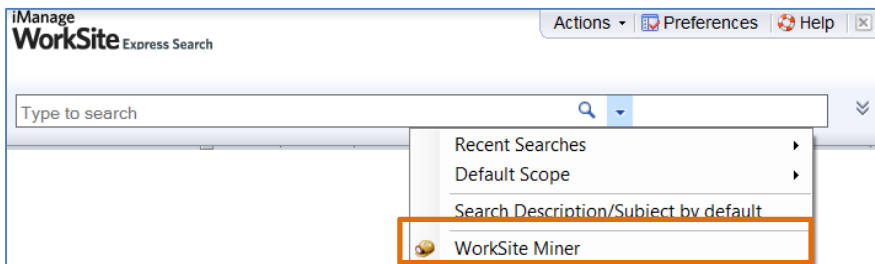 iManage
WorkSite Express Search
Actions Preferences Help
Type to search
Recent Searches
Default Scope
Search Description/Subject by default
WorkSite Miner